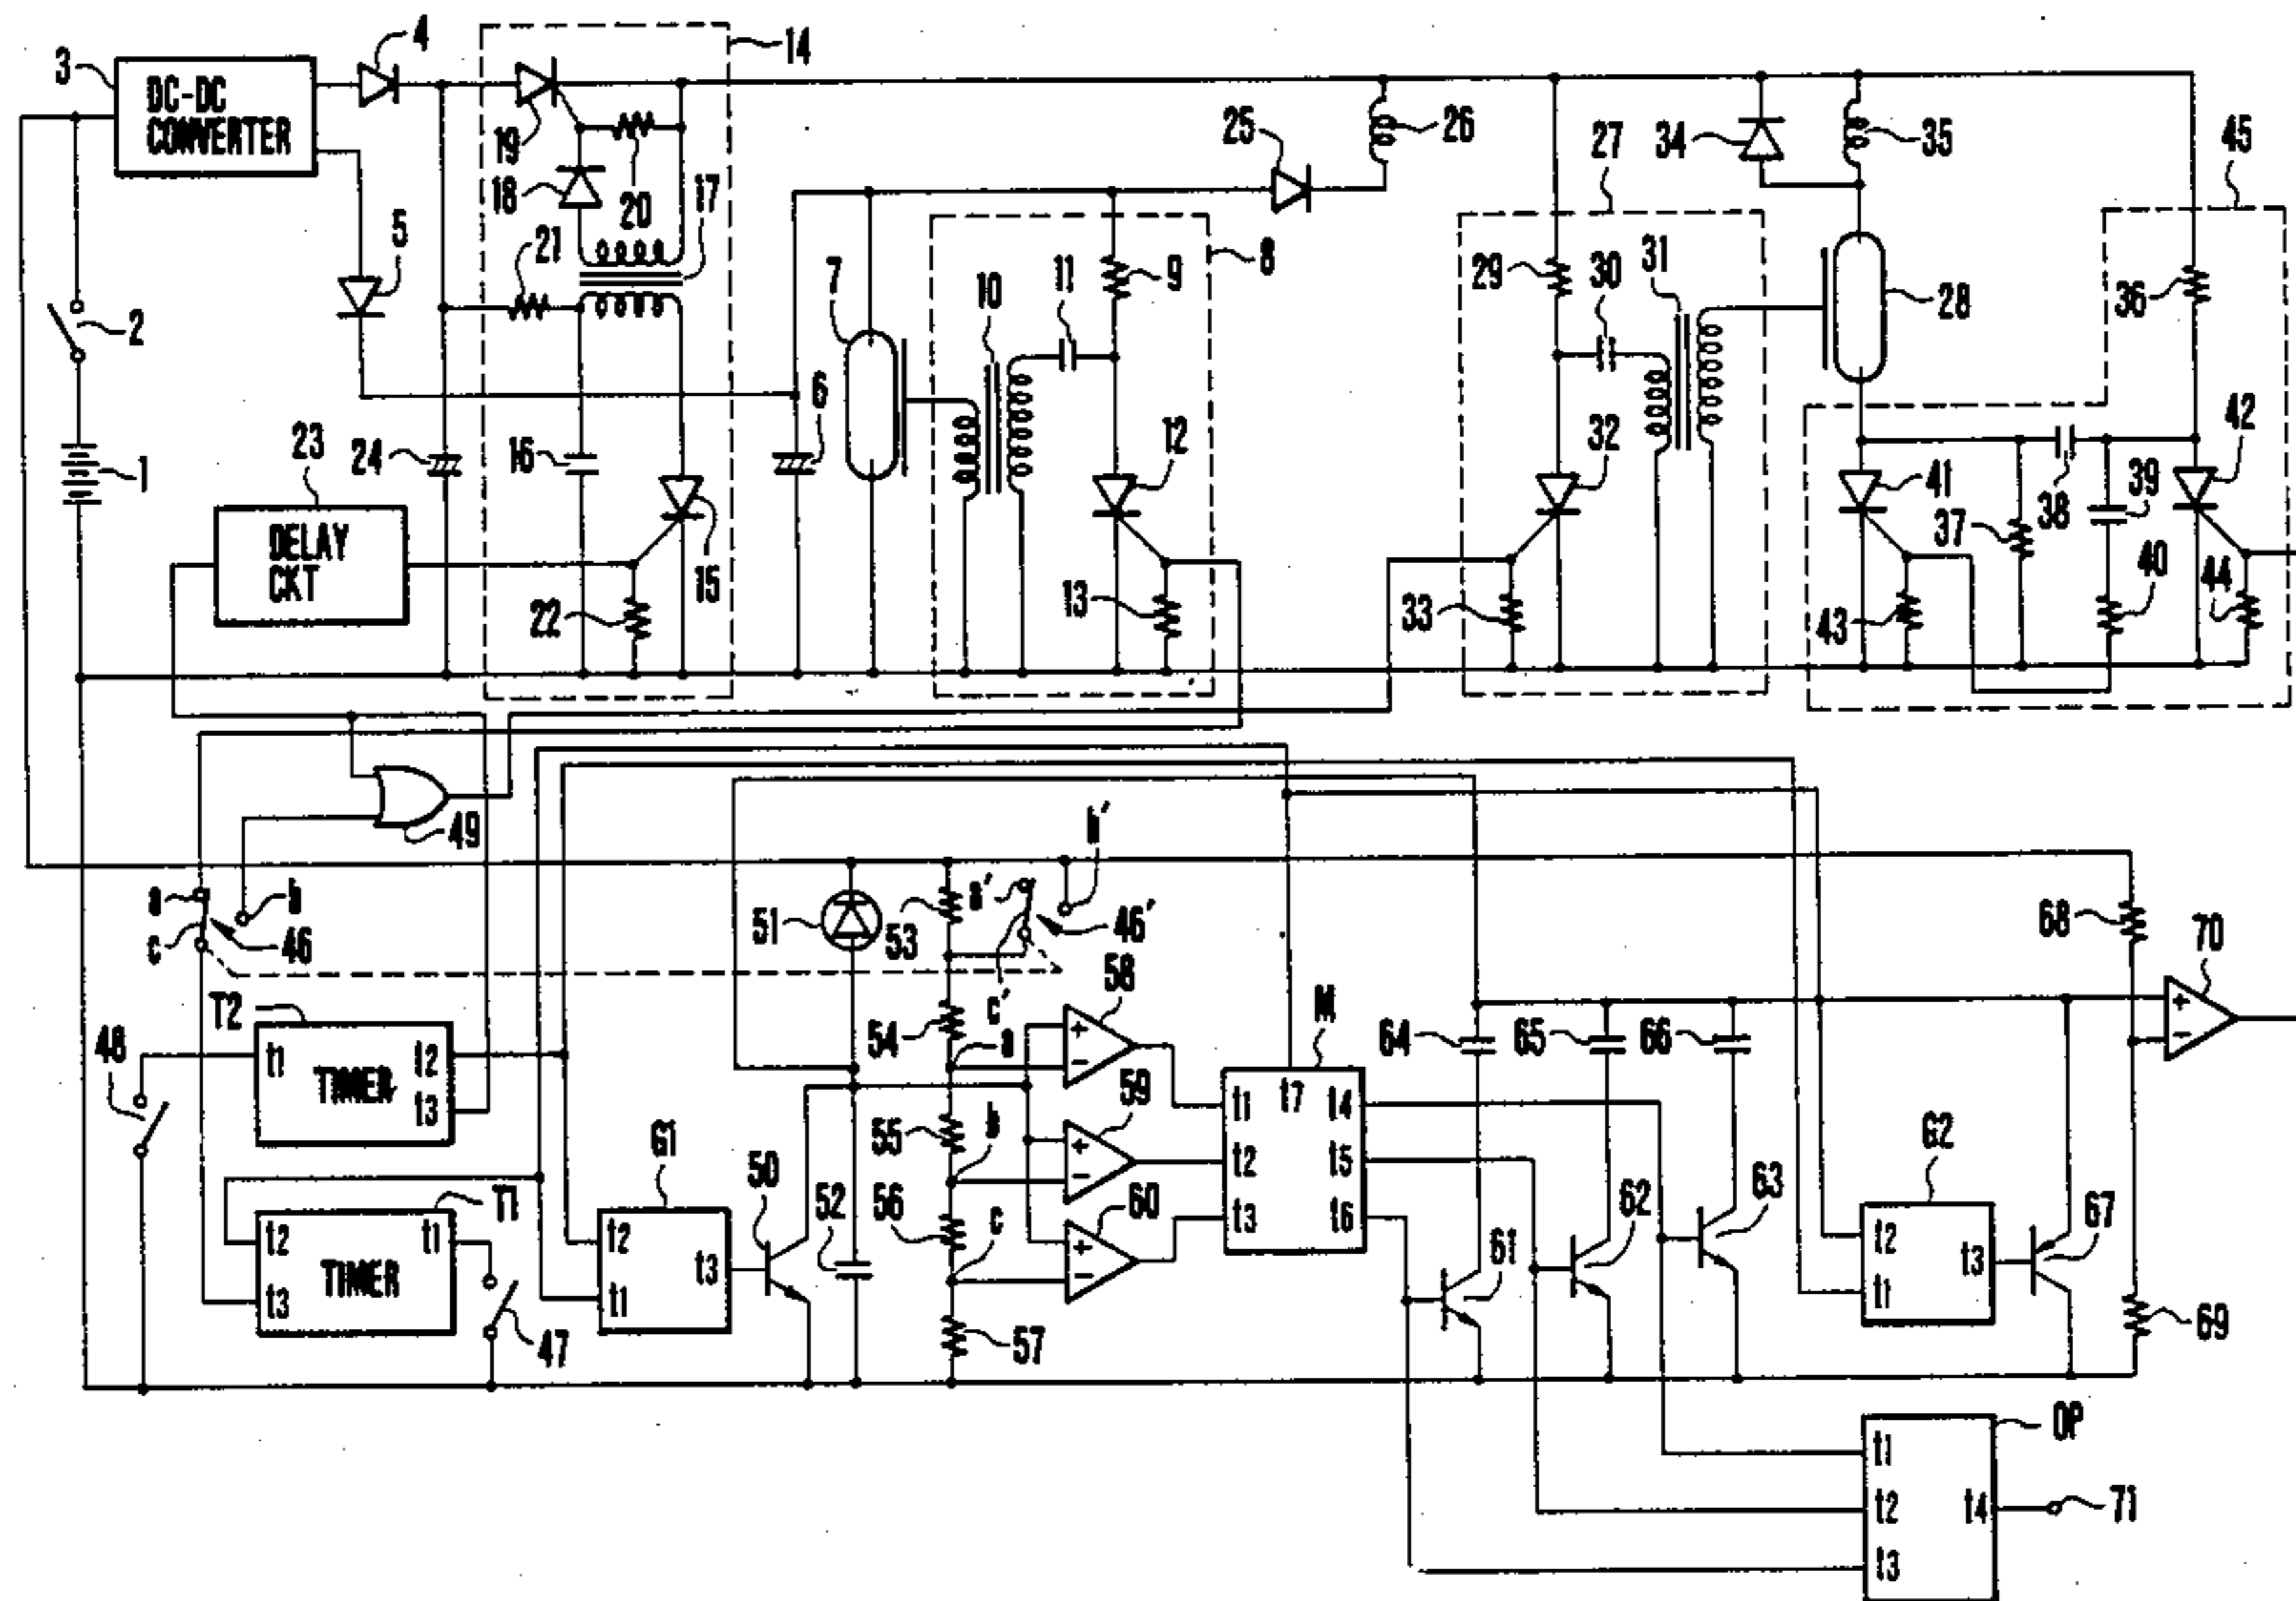 4
14
3
DC-DC
CONVERTER
19
18
20
17
21
5
25
26
27
34
35
45
7
10
11
9
8
29
30
31
28
36
2
1
23
24
16
6
12
32
41
38
39
42
37
DELAY
CKT
22
15
13
33
43
40
44
49
a
b
c
46
51
53
a'
b'
46'
c'
68
70
T2
48
t1
TIMER
t2
t3
54
a
58
M
64
65
66
55
b
59
t1
t7
t4
t2
t5
t3
t6
T1
t2
t1
TIMER
t3
47
61
t2
t3
t1
50
52
56
c
60
57
61
62
63
62
t2
t3
t1
67
69
OP
t1
t2
t4
t3
71